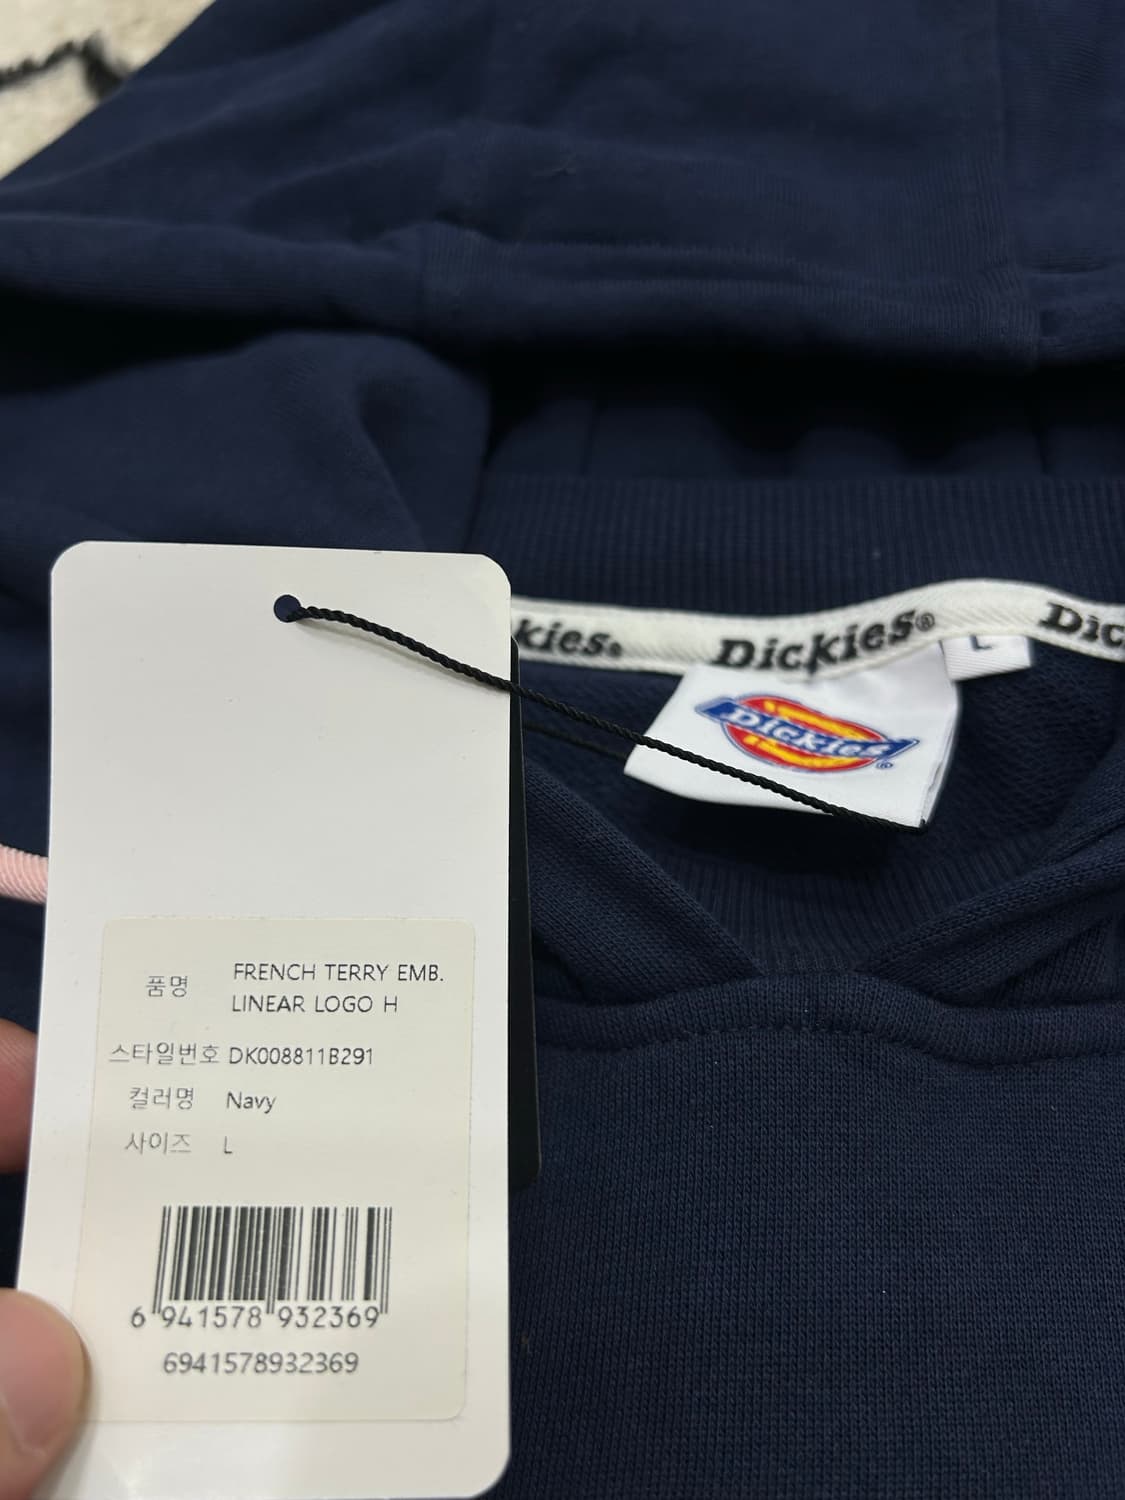 kies®
Dickies®
Dic
L
Dickies®
품명 FRENCH TERRY EMB.
LINEAR LOGO H
스타일번호 DK008811B291
컬러명 Navy
사이즈 L
6 941578 932369
6941578932369